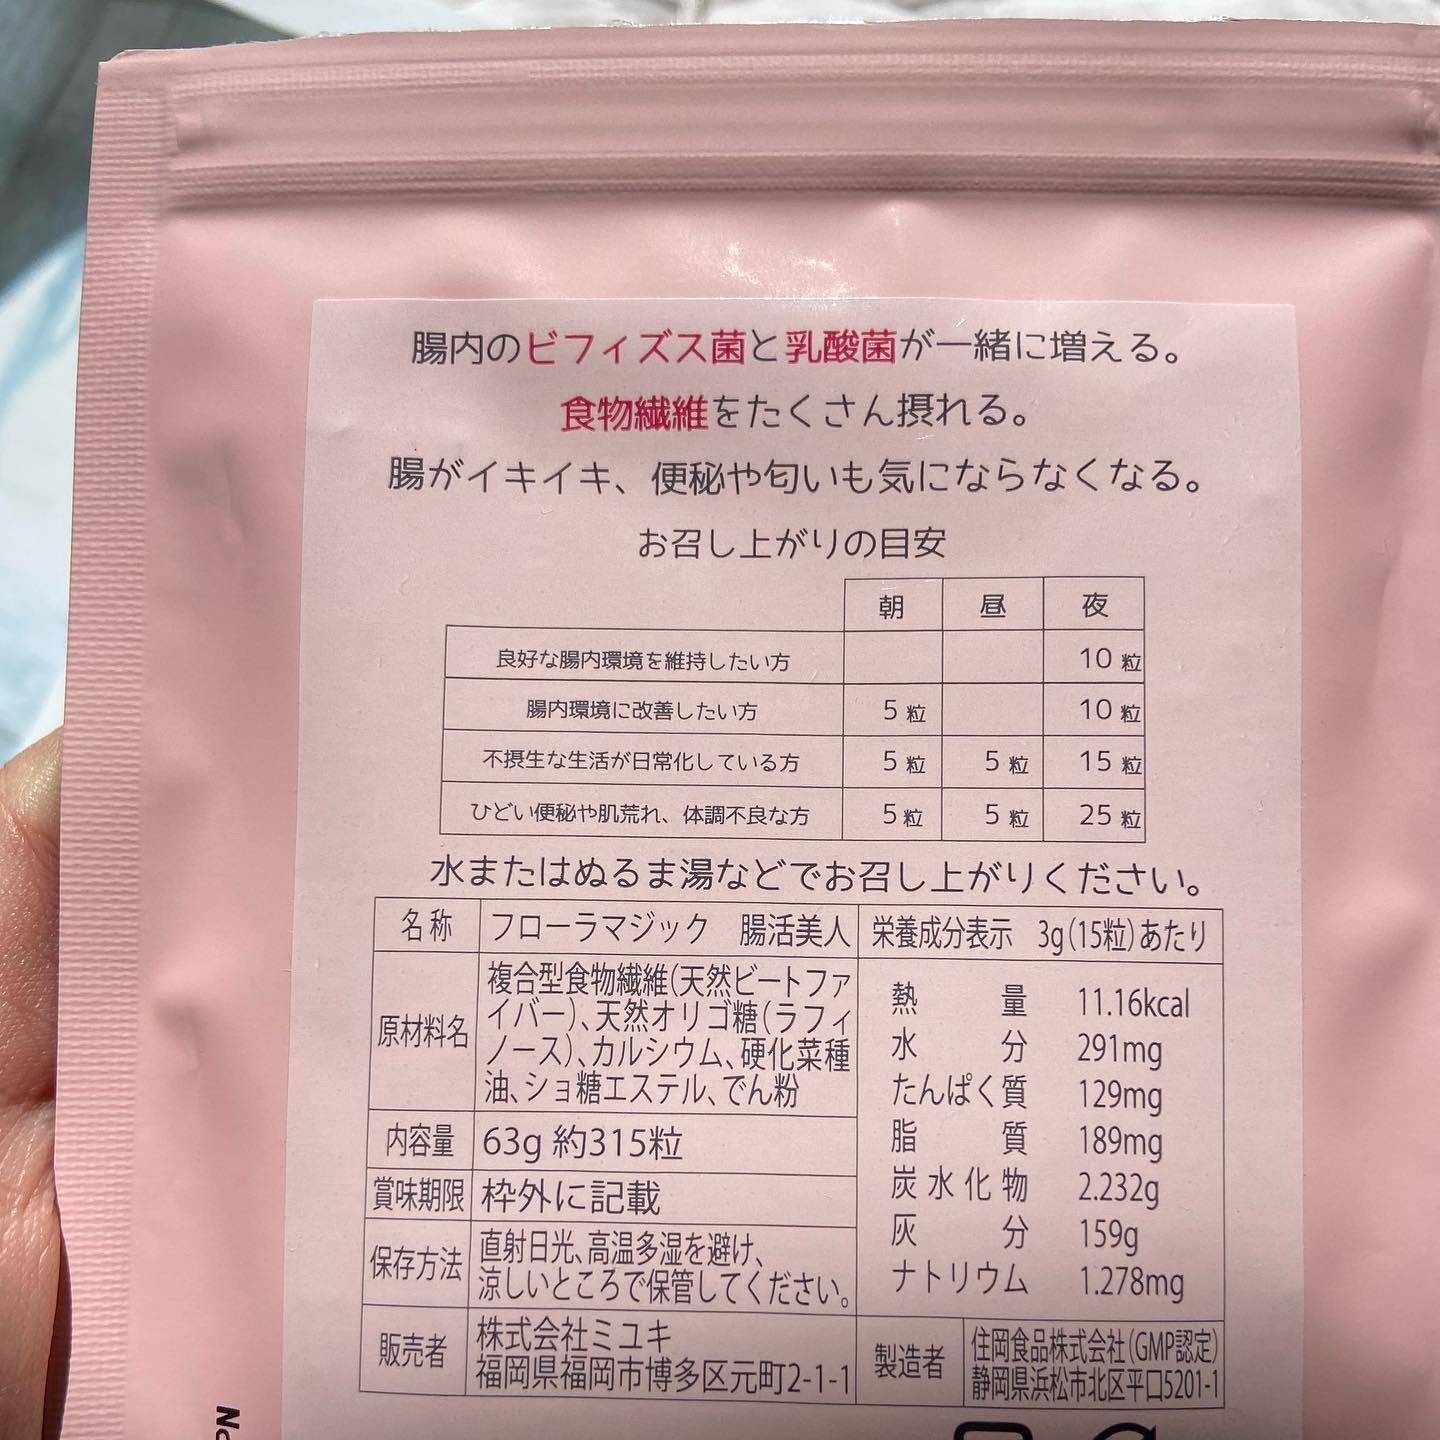 腸内のビフィズス菌と乳酸菌が一緒に増える。
食物繊維をたくさん摂れる。
腸がイキイキ、便秘や匂いも気にならなくなる。
お召し上がりの目安
朝 昼 夜
良好な腸内環境を維持したい方 10 粒
腸内環境に改善したい方 5 粒 10 粒
不摂生な生活が日常化している方 5 粒 5 粒 15 粒
ひどい便秘や肌荒れ、体調不良な方 5 粒 5 粒 25 粒
水またはぬるま湯などでお召し上がりください。
名称 フローラマジック 腸活美人
原材料名
複合型食物繊維(天然ビートファ
イバー)、天然オリゴ糖(ラフィ
ノース)、カルシウム、硬化菜種
油、ショ糖エステル、でん粉
内容量 63g 約315粒
賞味期限 枠外に記載
保存方法
直射日光、高温多湿を避け、
涼しいところで保管してください。
販売者
株式会社ミユキ
福岡県福岡市博多区元町2-1-1
栄養成分表示 3g(15粒)あたり
熱量 11.16kcal
水分 291mg
たんぱく質 129mg
脂質 189mg
炭水化物 2.232g
灰分 159g
ナトリウム 1.278mg
製造者
住岡食品株式会社(GMP認定)
静岡県浜松市北区平口5201-1